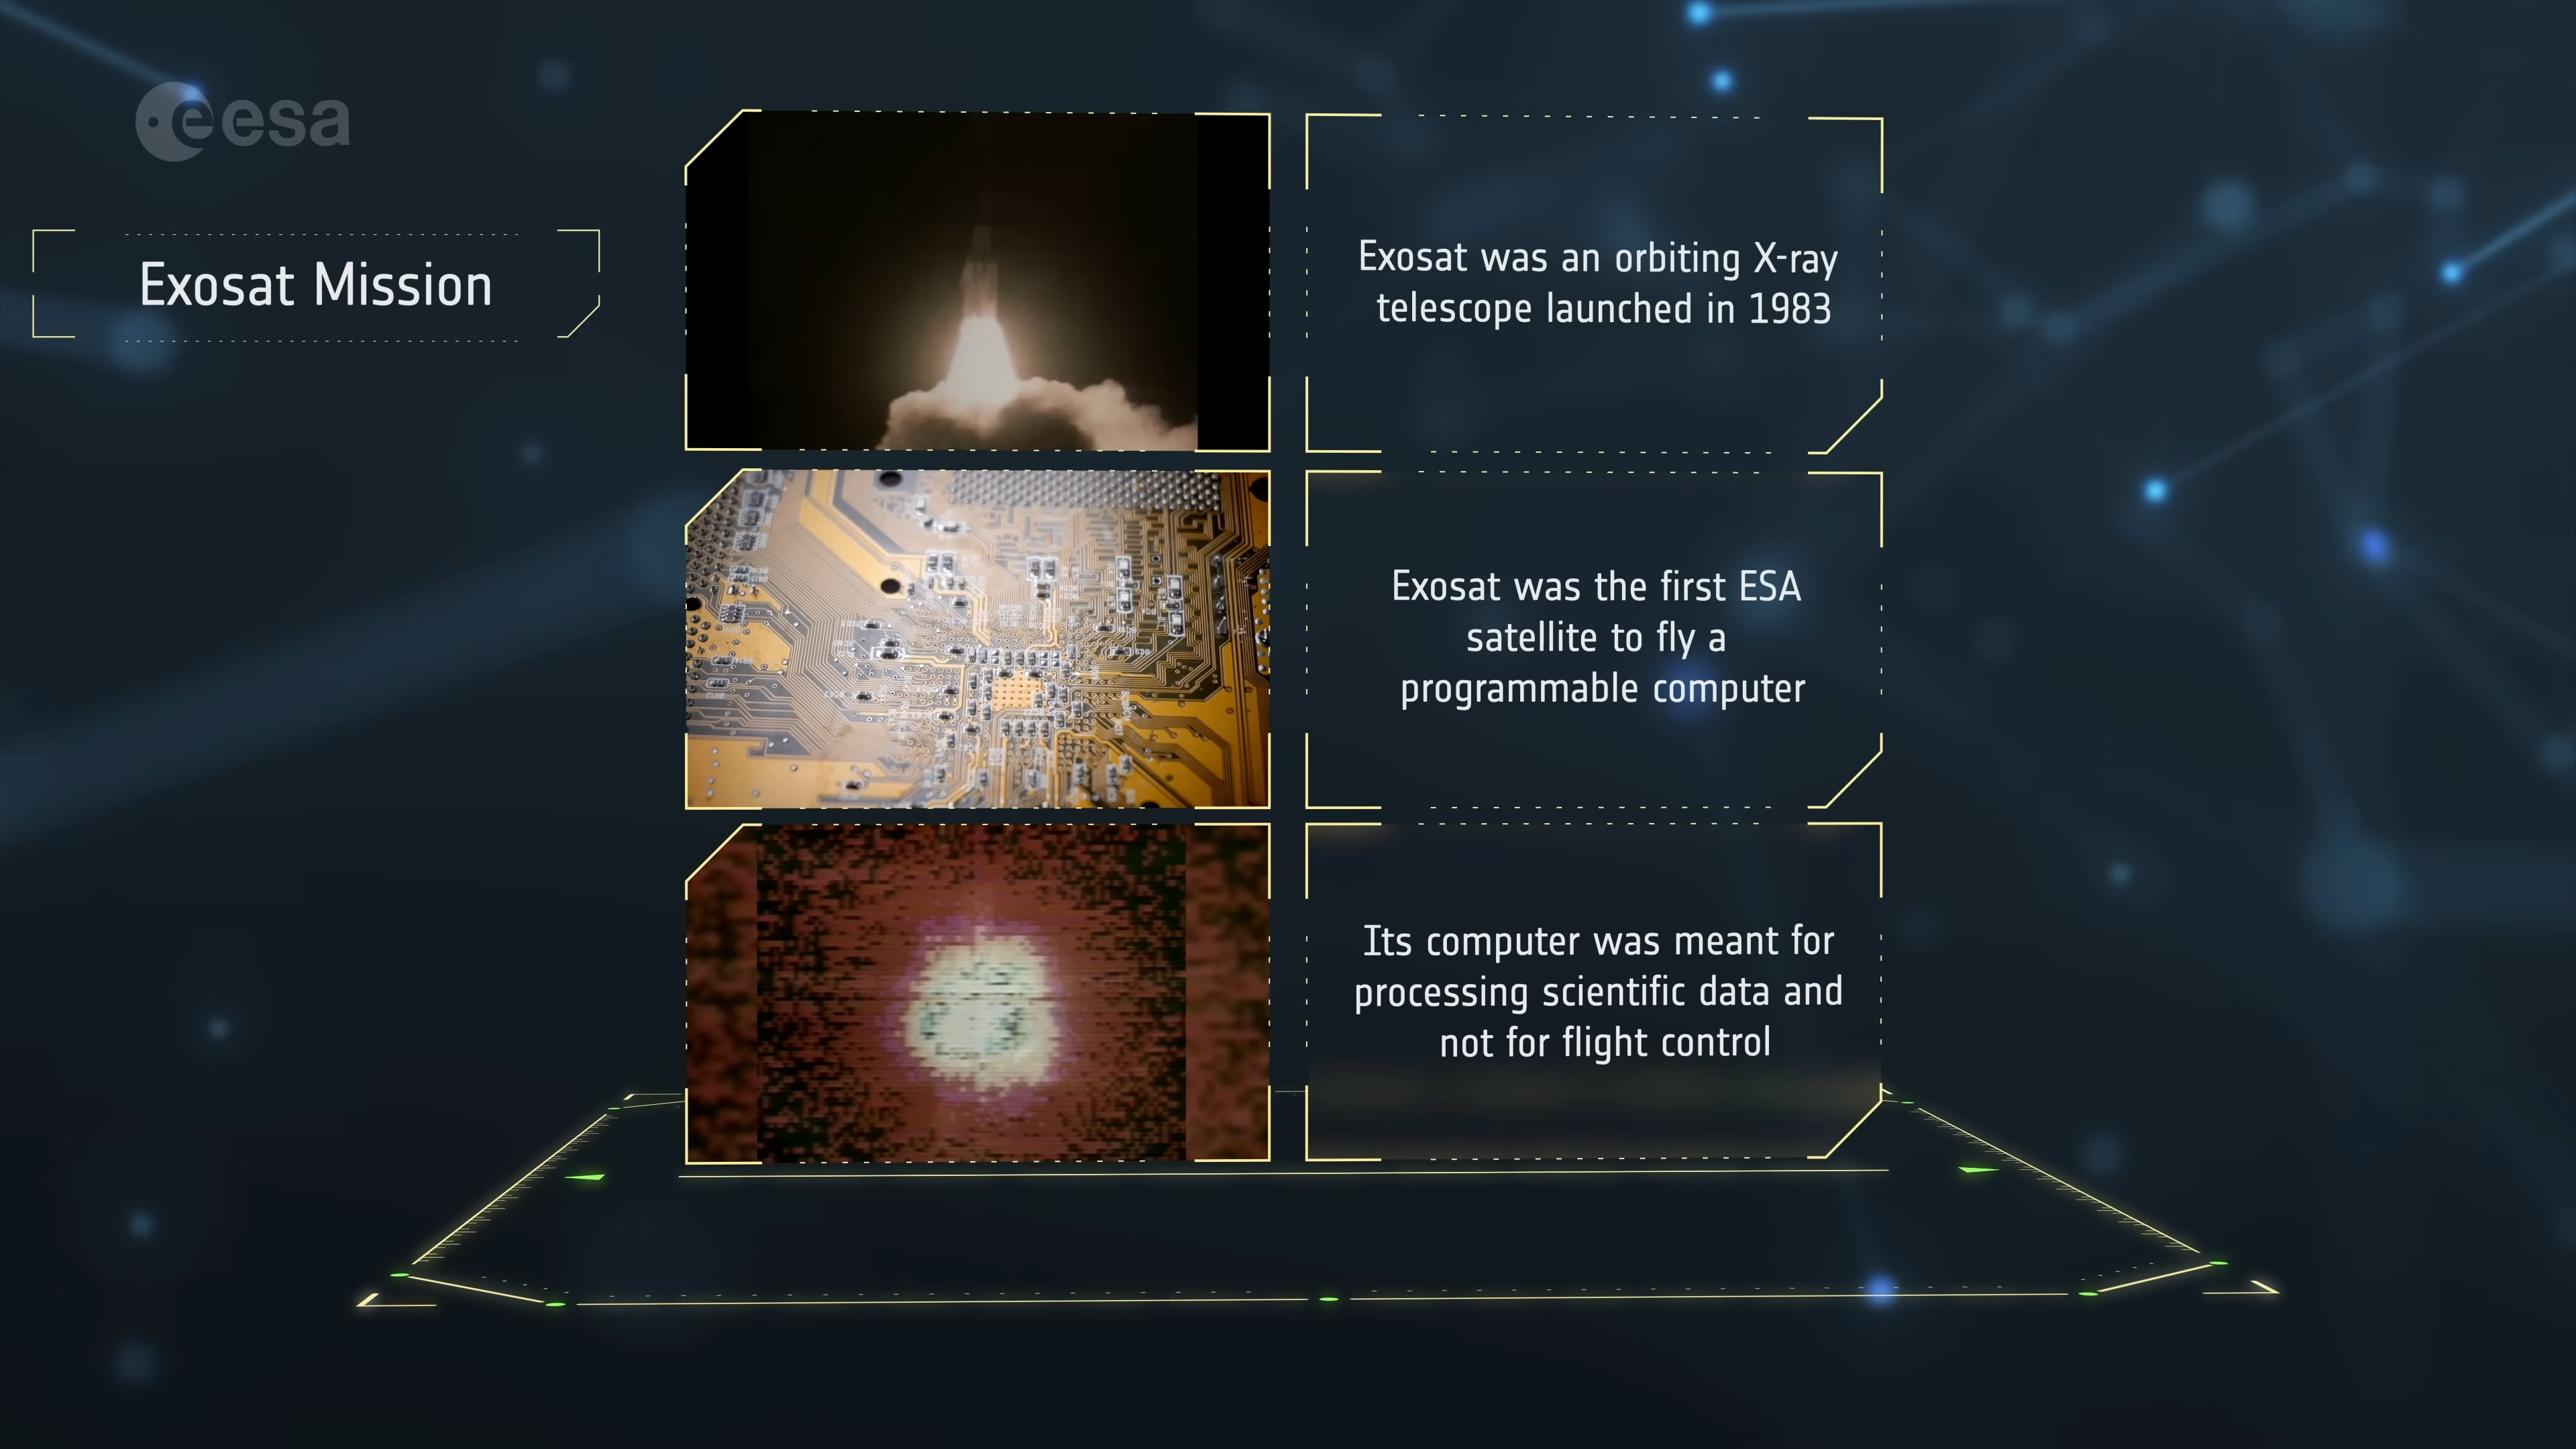 esa
Exosat Mission
Exosat was an orbiting X-ray
telescope launched in 1983
Exosat was the first ESA
satellite to fly a
programmable computer
Its computer was meant for
processing scientific data and
not for flight control